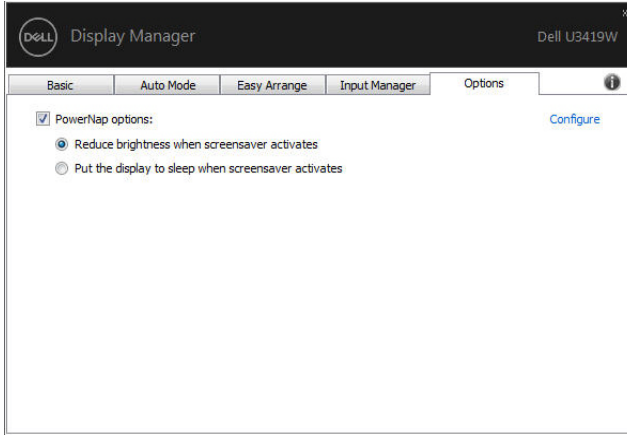 DELL Display Manager Dell U3419W
Basic Auto Mode Easy Arrange Input Manager Options
PowerNap options: Configure
Reduce brightness when screensaver activates
Put the display to sleep when screensaver activates